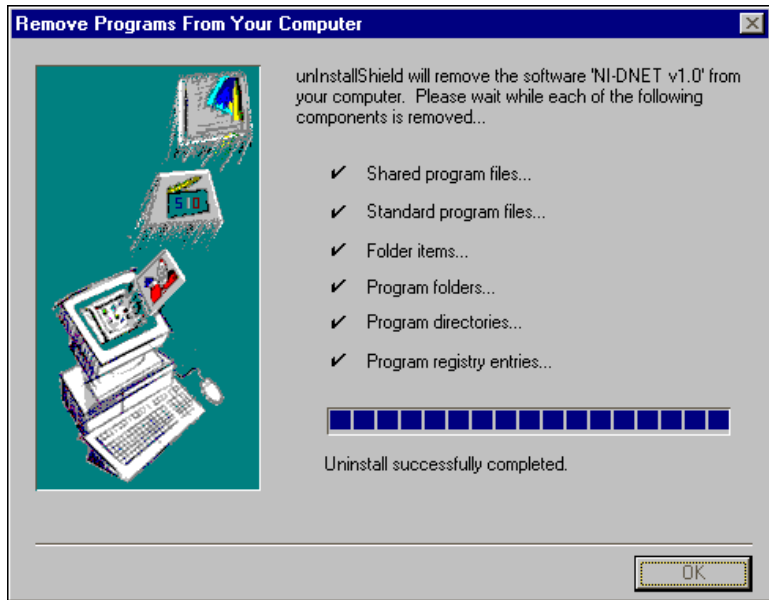 Remove Programs From Your Computer
unInstallShield will remove the software 'NI-DNET v1.0' from
your computer. Please wait while each of the following
components is removed...
Shared program files...
Standard program files...
Folder items...
Program folders...
Program directories...
Program registry entries...
Uninstall successfully completed.
OK